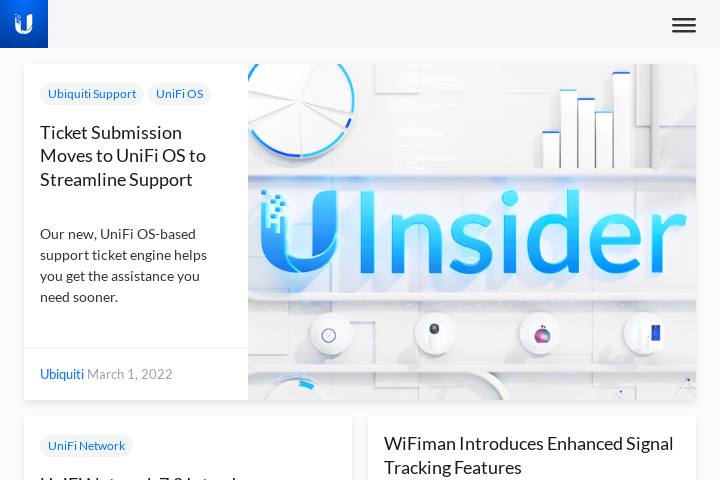 Ubiquiti Support UniFi OS
Ticket Submission
Moves to UniFi OS to
Streamline Support
Our new, UniFi OS-based
support ticket engine helps
you get the assistance you
need sooner.
Ubiquiti March 1, 2022
Insider
UniFi Network
WiFiman Introduces Enhanced Signal
Tracking Features